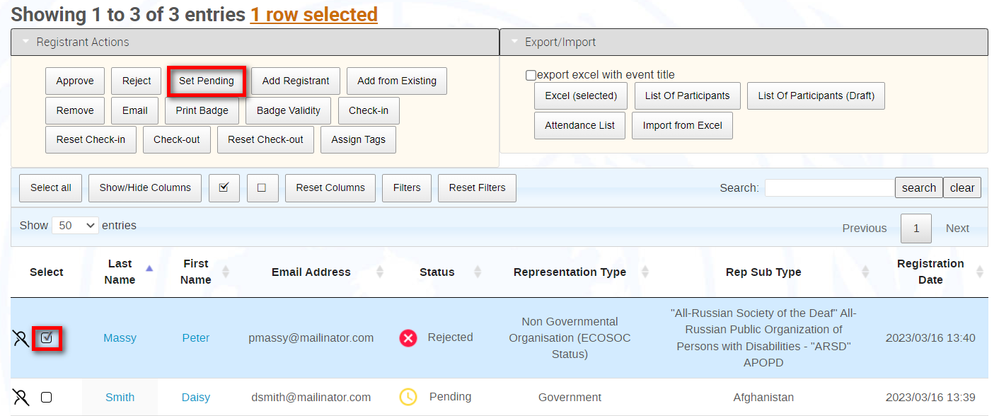 Showing 1 to 3 of 3 entries 1 row selected
Registrant Actions
Export/Import
Approve Reject Set Pending Add Registrant Add from Existing
Remove Email Print Badge Badge Validity Check-in
Reset Check-in Check-out Reset Check-out Assign Tags
export excel with event title
Excel (selected) List Of Participants List Of Participants (Draft)
Attendance List Import from Excel
Select all Show/Hide Columns Reset Columns Filters Reset Filters Search: search clear
Show 50 entries Previous 1 Next
Select Last Name First Name Email Address Status Representation Type Rep Sub Type Registration Date
Massy Peter pmassy@mailinator.com Rejected Non Governmental Organisation (ECOSOC Status) "All-Russian Society of the Deaf" All-Russian Public Organization of Persons with Disabilities - "ARSD" APOPD 2023/03/16 13:40
Smith Daisy dsmith@mailinator.com Pending Government Afghanistan 2023/03/16 13:39